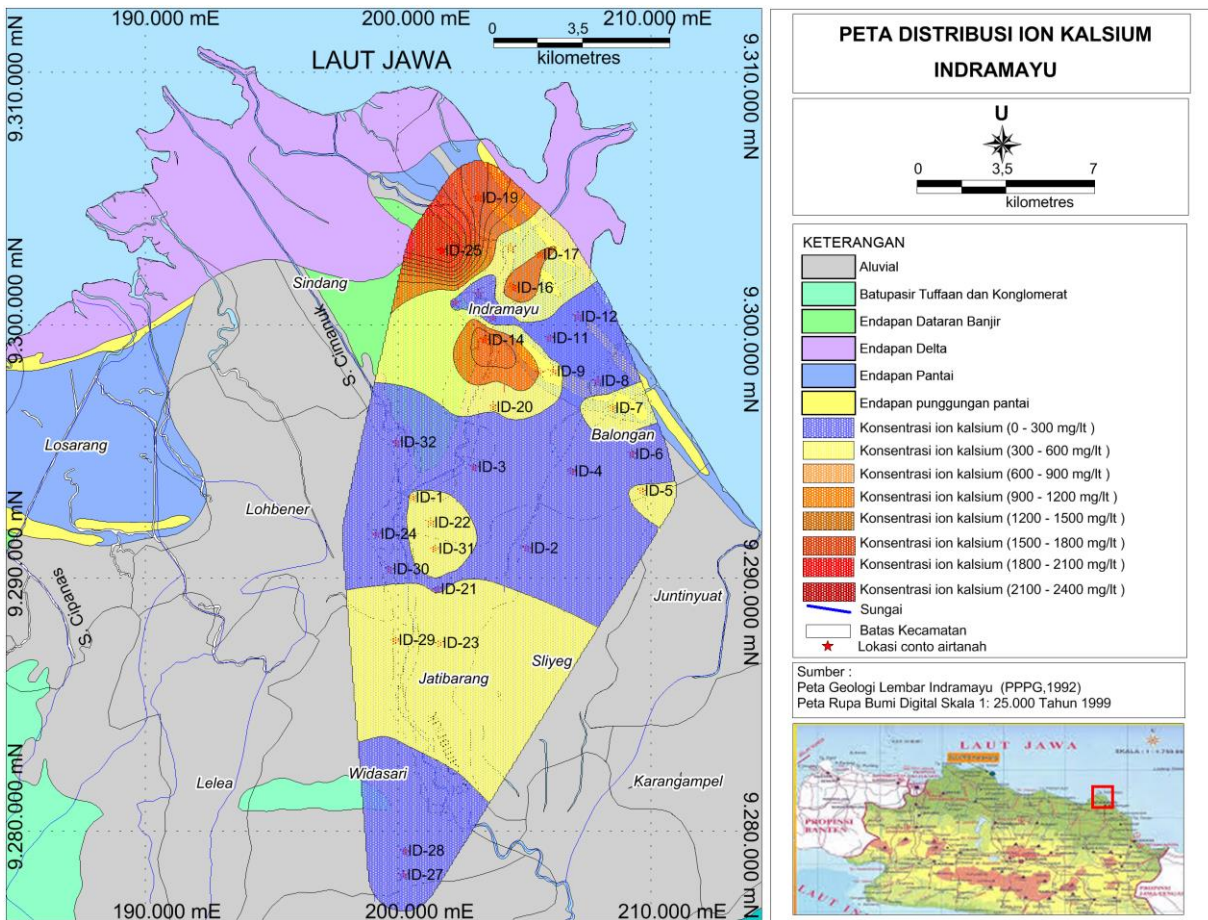 190.000 mE
200.000 mE
210.000 mE
0 3,5 7
kilometres
LAUT JAWA
9.310.000 mN
9.310.000 mN
ID-19
ID-25
ID-17
Sindang
ID-16
S. Cimanuk
Indramayu
ID-12
9.300.000 mN
9.300.000 mN
ID-14
ID-11
ID-9
ID-8
ID-20
ID-7
Losarang
ID-32
Balongan
ID-6
ID-3
ID-4
ID-1
ID-5
Lohbener
ID-22
ID-24
ID-31
ID-2
ID-30
9.290.000 mN
9.290.000 mN
ID-21
Juntinyuat
S. Cipanas
ID-29
ID-23
Sliyeg
Jatibarang
Widasari
Lelea
Karangampel
9.280.000 mN
9.280.000 mN
ID-28
ID-27
190.000 mE
200.000 mE
210.000 mE
PETA DISTRIBUSI ION KALSIUM
INDRAMAYU
U
0 3,5 7
kilometres
KETERANGAN
Aluvial
Batupasir Tuffaan dan Konglomerat
Endapan Dataran Banjir
Endapan Delta
Endapan Pantai
Endapan punggungan pantai
Konsentrasi ion kalsium (0 - 300 mg/lt )
Konsentrasi ion kalsium (300 - 600 mg/lt )
Konsentrasi ion kalsium (600 - 900 mg/lt )
Konsentrasi ion kalsium (900 - 1200 mg/lt )
Konsentrasi ion kalsium (1200 - 1500 mg/lt )
Konsentrasi ion kalsium (1500 - 1800 mg/lt )
Konsentrasi ion kalsium (1800 - 2100 mg/lt )
Konsentrasi ion kalsium (2100 - 2400 mg/lt )
Sungai
Batas Kecamatan
Lokasi conto airtanah
Sumber :
Peta Geologi Lembar Indramayu (PPPG,1992)
Peta Rupa Bumi Digital Skala 1: 25.000 Tahun 1999
LAUT JAWA
PROPINSI
BANTEN
PROPINSI
LAUT IN